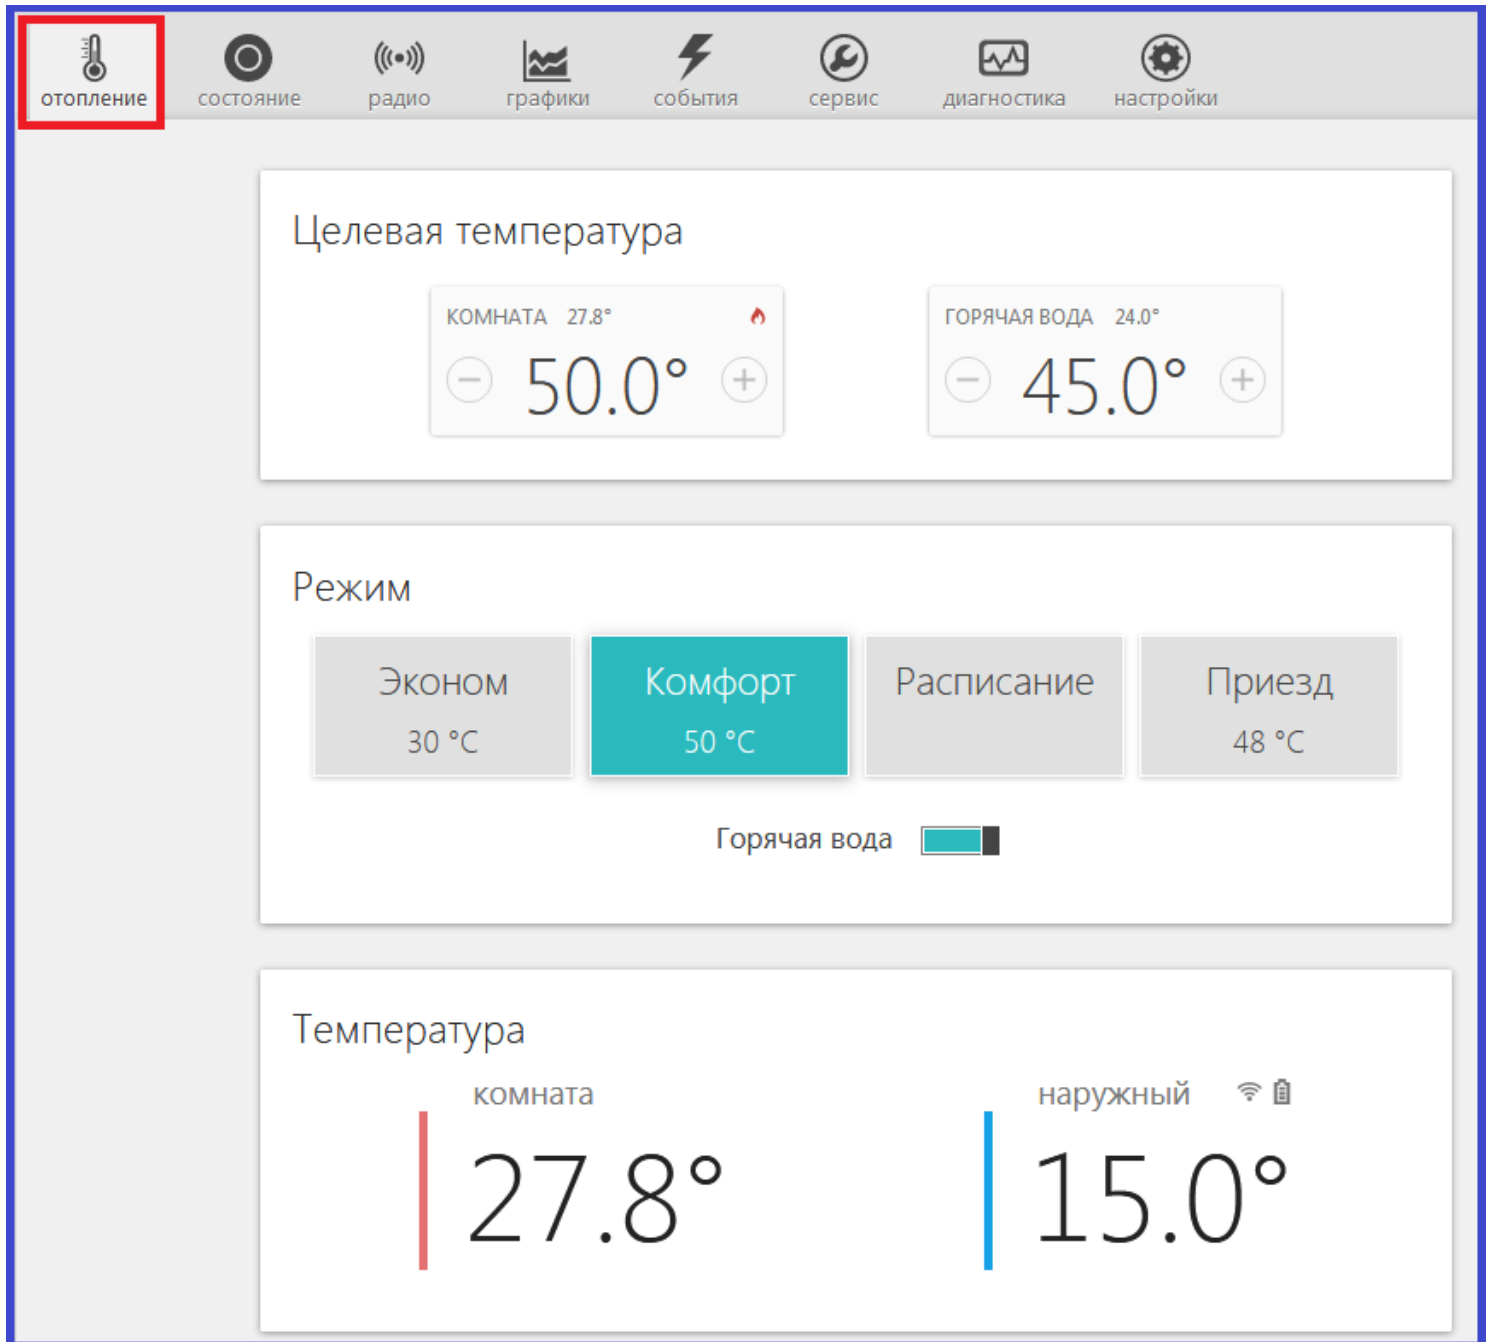 отопление состояние радио графики события сервис диагностика настройки
Целевая температура
КОМНАТА 27.8°
50.0°
ГОРЯЧАЯ ВОДА 24.0°
45.0°
Режим
Эконом
30 °C
Комфорт
50 °C
Расписание
Приезд
48 °C
Горячая вода
Температура
комната
27.8°
наружный
15.0°